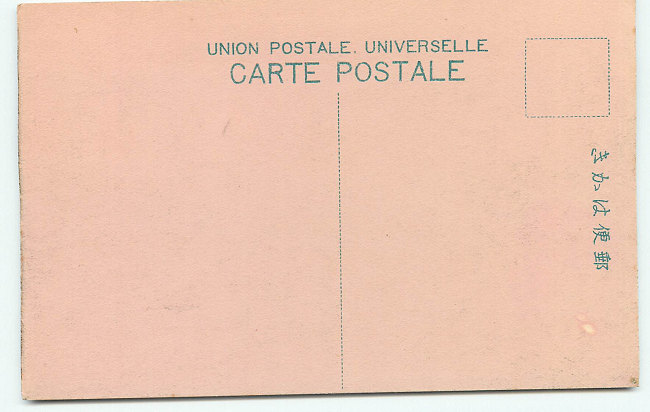 UNION POSTALE. UNIVERSELLE
CARTE POSTALE
郵便はかき